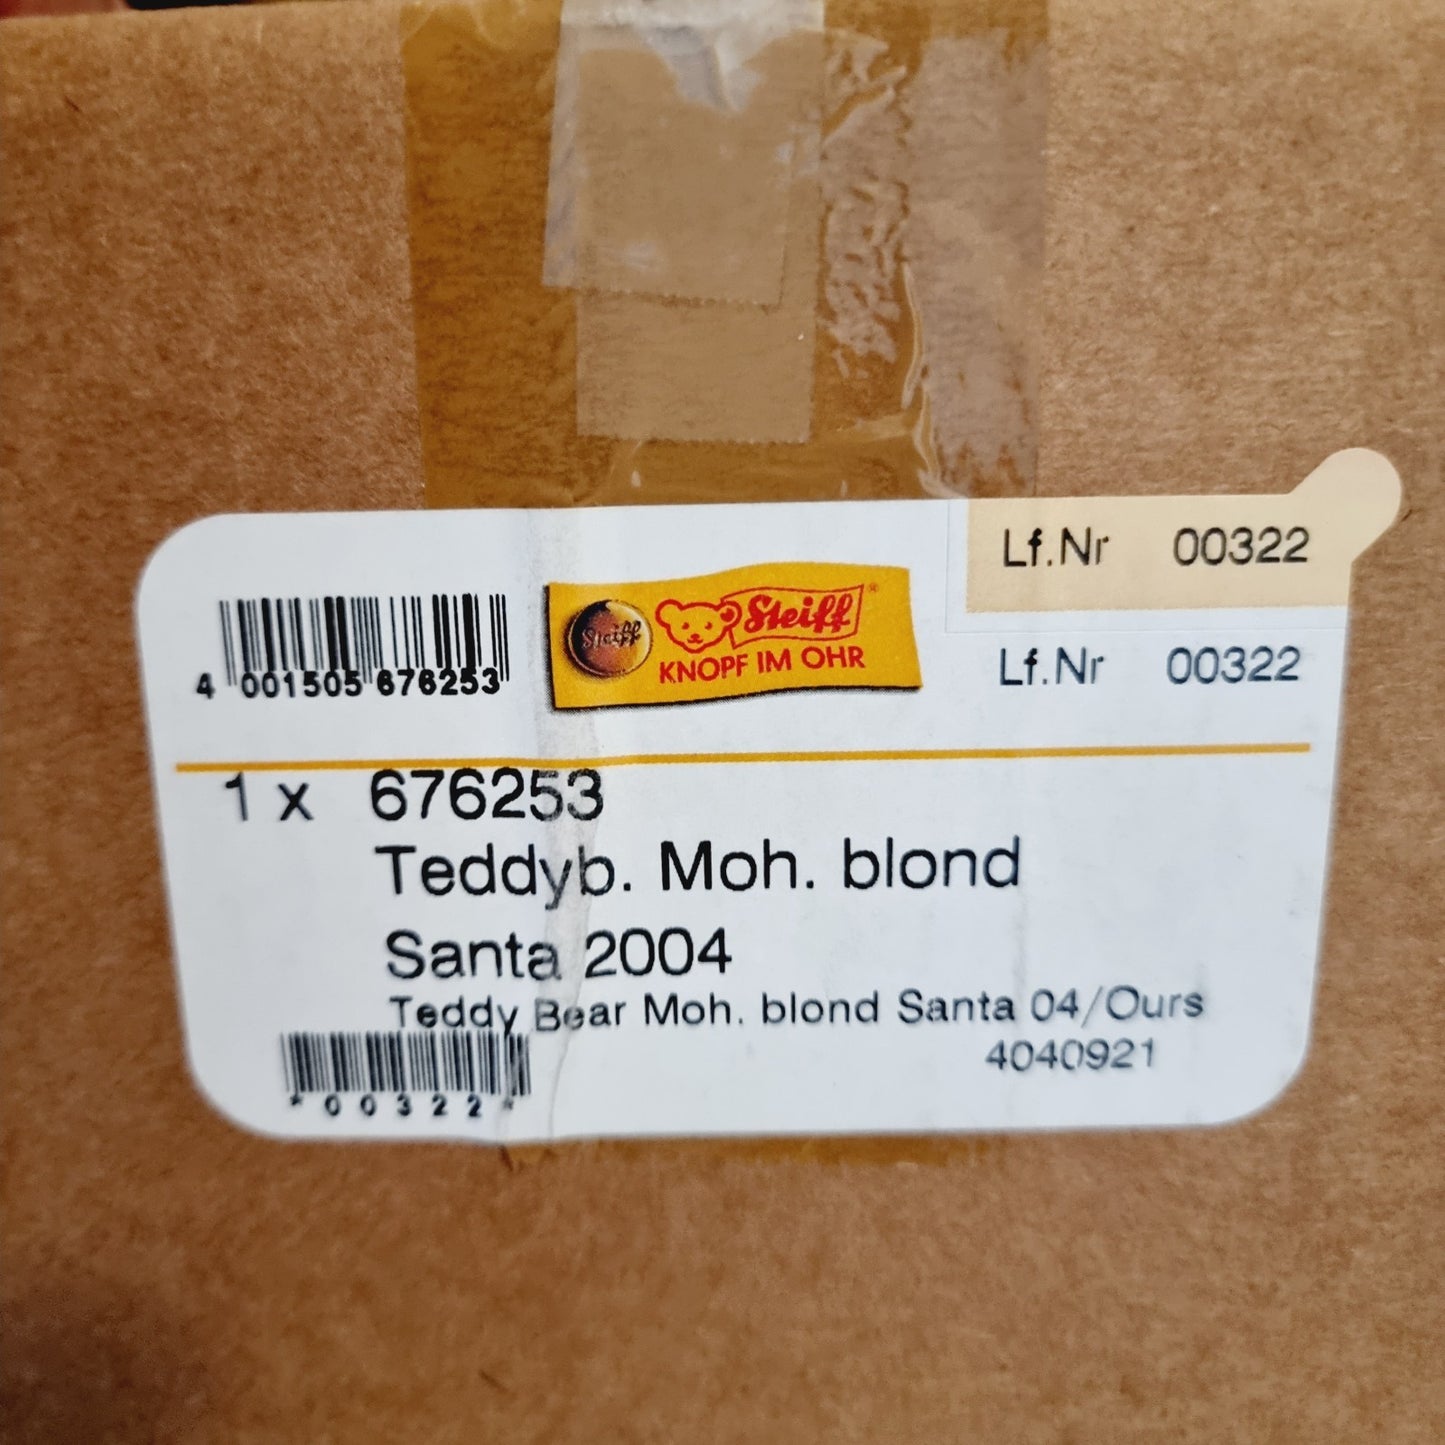 Lf.Nr 00322
Steiff
Steiff®
KNOPF IM OHR
Lf.Nr 00322
4 001505 676253
1 x 676253
Teddyb. Moh. blond
Santa 2004
Teddy Bear Moh. blond Santa 04/Ours
4040921
*00322*